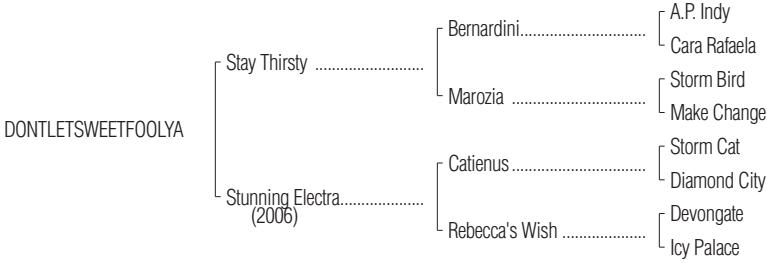 A.P. Indy
Bernardini
Cara Rafaela
Stay Thirsty
Storm Bird
Marozia
Make Change
DONTLETSWEETFOOLYA
Storm Cat
Catienus
Diamond City
Stunning Electra
(2006)
Devongate
Rebecca's Wish
Icy Palace